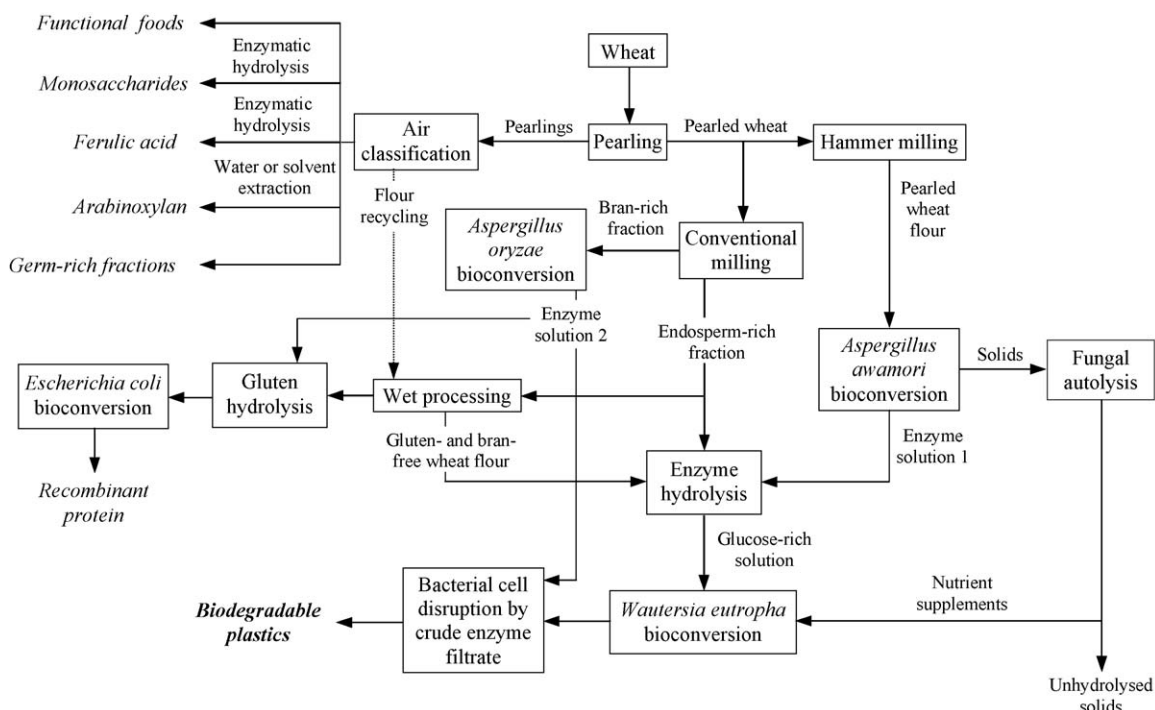 Functional foods
Enzymatic
hydrolysis
Monosaccharides
Enzymatic
hydrolysis
Ferulic acid
Water or solvent
extraction
Arabinoxylan
Germ-rich fractions
Wheat
Air
classification
Pearlings
Pearling
Pearled wheat
Hammer milling
Flour
recycling
Pearled
wheat
flour
Bran-rich
fraction
Aspergillus
oryzae
bioconversion
Conventional
milling
Enzyme
solution 2
Endosperm-rich
fraction
Aspergillus
awamori
bioconversion
Solids
Fungal
autolysis
Escherichia coli
bioconversion
Gluten
hydrolysis
Wet processing
Gluten- and bran-
free wheat flour
Enzyme
solution 1
Enzyme
hydrolysis
Recombinant
protein
Glucose-rich
solution
Biodegradable
plastics
Bacterial cell
disruption by
crude enzyme
filtrate
Wautersia eutropha
bioconversion
Nutrient
supplements
Unhydrolysed
solids